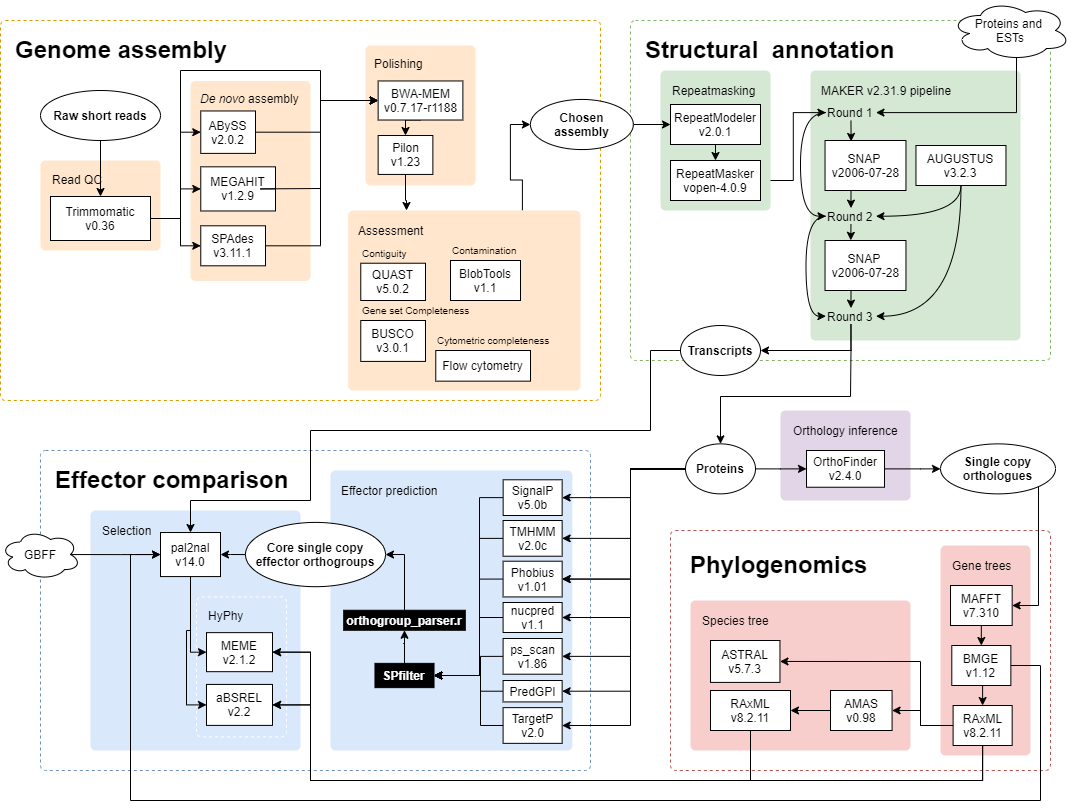 Genome assembly
Raw short reads
Read QC
Trimmomatic
v0.36
De novo assembly
ABySS
v2.0.2
MEGAHIT
v1.2.9
SPAdes
v3.11.1
Polishing
BWA-MEM
v0.7.17-r1188
Pilon
v1.23
Assessment
Contiguity
QUAST
v5.0.2
Contamination
BlobTools
v1.1
Gene set Completeness
BUSCO
v3.0.1
Cytometric completeness
Flow cytometry
Chosen
assembly
Structural annotation
Proteins and
ESTs
Repeatmasking
RepeatModeler
v2.0.1
RepeatMasker
vopen-4.0.9
MAKER v2.31.9 pipeline
Round 1
SNAP
v2006-07-28
AUGUSTUS
v3.2.3
Round 2
SNAP
v2006-07-28
Round 3
Transcripts
Proteins
Orthology inference
OrthoFinder
v2.4.0
Single copy
orthologues
Effector comparison
GBFF
Selection
pal2nal
v14.0
HyPhy
MEME
v2.1.2
aBSREL
v2.2
Core single copy
effector orthogroups
Effector prediction
orthogroup_parser.r
SPfilter
SignalP
v5.0b
TMHMM
v2.0c
Phobius
v1.01
nucpred
v1.1
ps_scan
v1.86
PredGPI
TargetP
v2.0
Phylogenomics
Species tree
ASTRAL
v5.7.3
RAxML
v8.2.11
AMAS
v0.98
Gene trees
MAFFT
v7.310
BMGE
v1.12
RAxML
v8.2.11